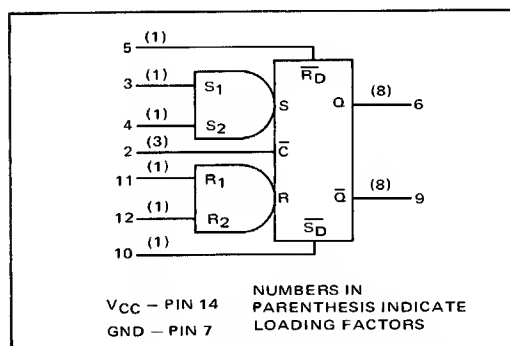 5 (1)
R̅D̅
3 (1)
S1
S
Q (8) 6
4 (1)
S2
2 (3)
C̅
11 (1)
R1
R
Q̅ (8) 9
12 (1)
R2
S̅D̅
10 (1)
VCC – PIN 14
GND – PIN 7
NUMBERS IN
PARENTHESIS INDICATE
LOADING FACTORS